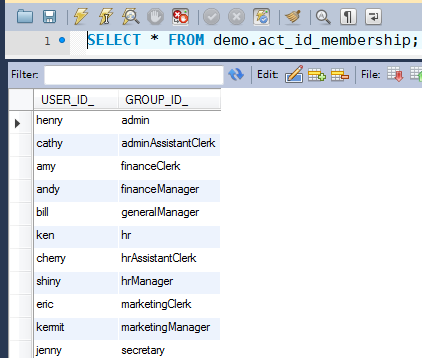 1 SELECT * FROM demo.act_id_membership;
Filter: Edit: File:
USER_ID_ GROUP_ID_
henry admin
cathy adminAssistantClerk
amy financeClerk
andy financeManager
bill generalManager
ken hr
cherry hrAssistantClerk
shiny hrManager
eric marketingClerk
kermit marketingManager
jenny secretary